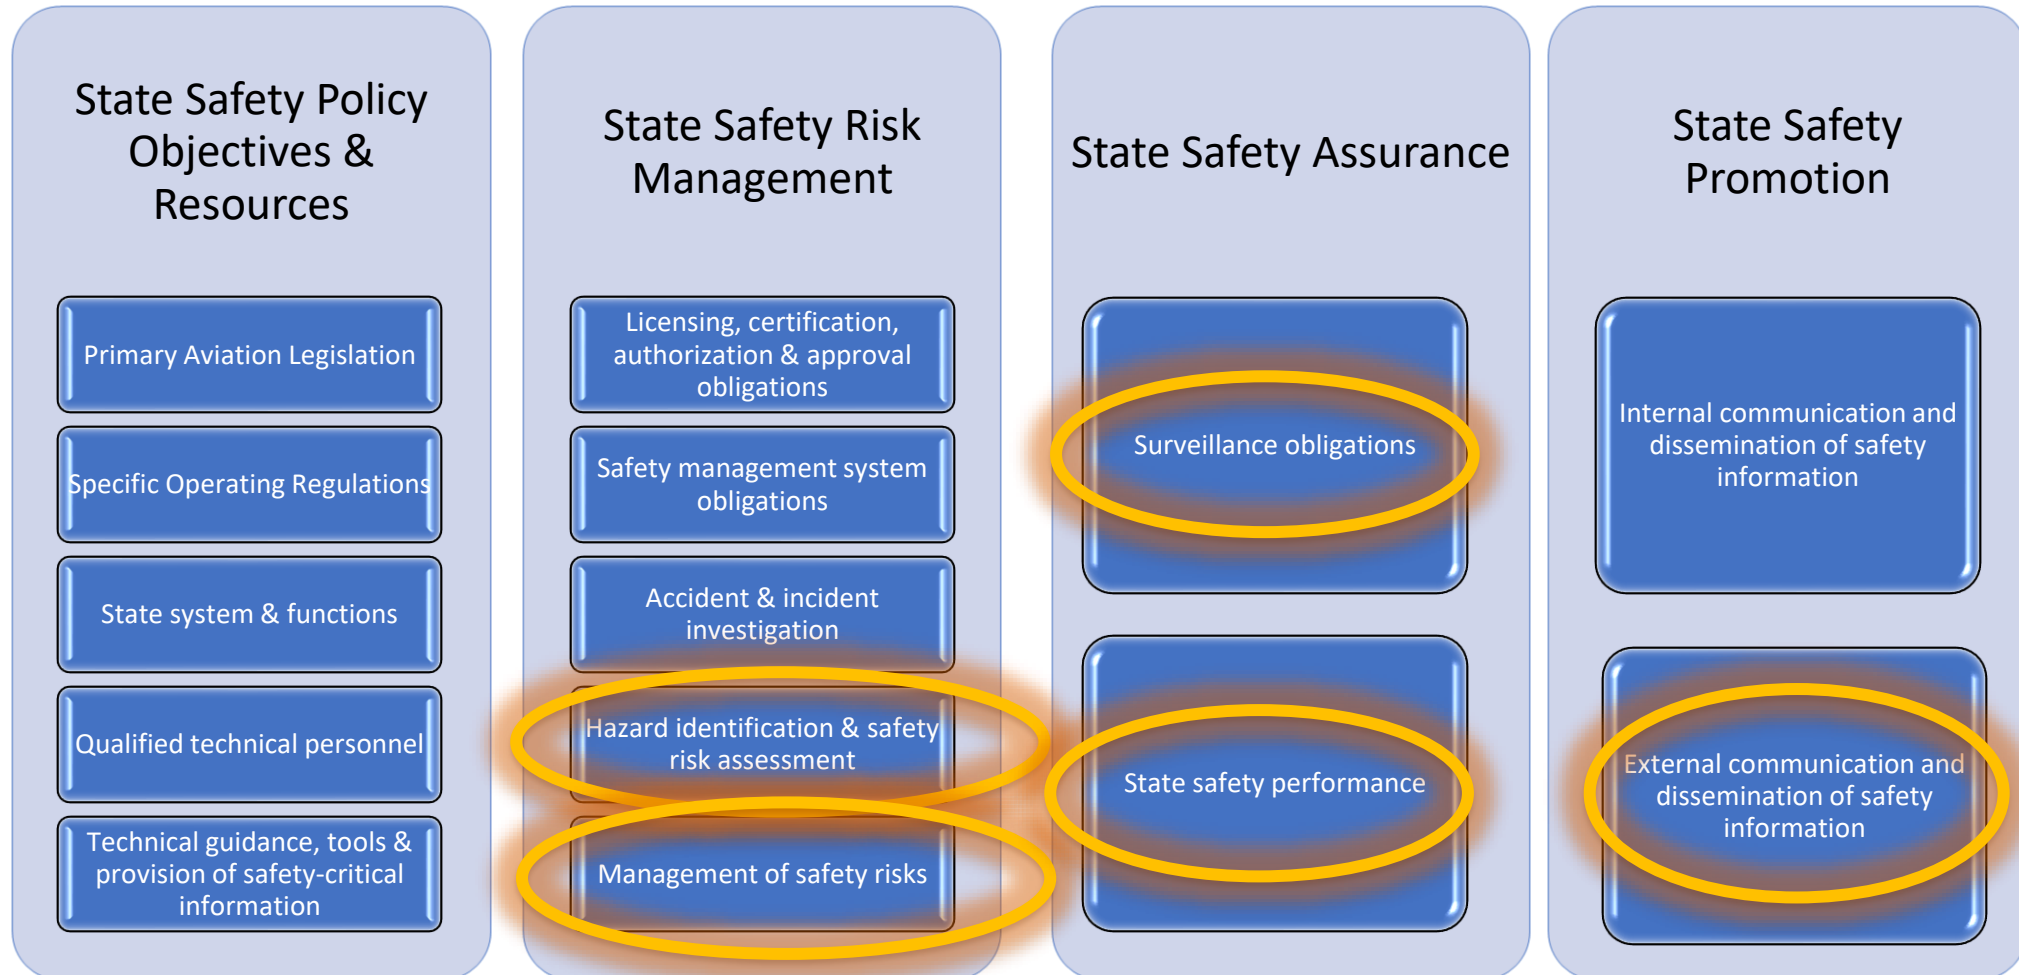 State Safety Policy
Objectives &
Resources
Primary Aviation Legislation
Specific Operating Regulations
State system & functions
Qualified technical personnel
Technical guidance, tools &
provision of safety-critical
information
State Safety Risk
Management
Licensing, certification,
authorization & approval
obligations
Safety management system
obligations
Accident & incident
investigation
Hazard identification & safety
risk assessment
Management of safety risks
State Safety Assurance
Surveillance obligations
State safety performance
State Safety
Promotion
Internal communication and
dissemination of safety
information
External communication and
dissemination of safety
information